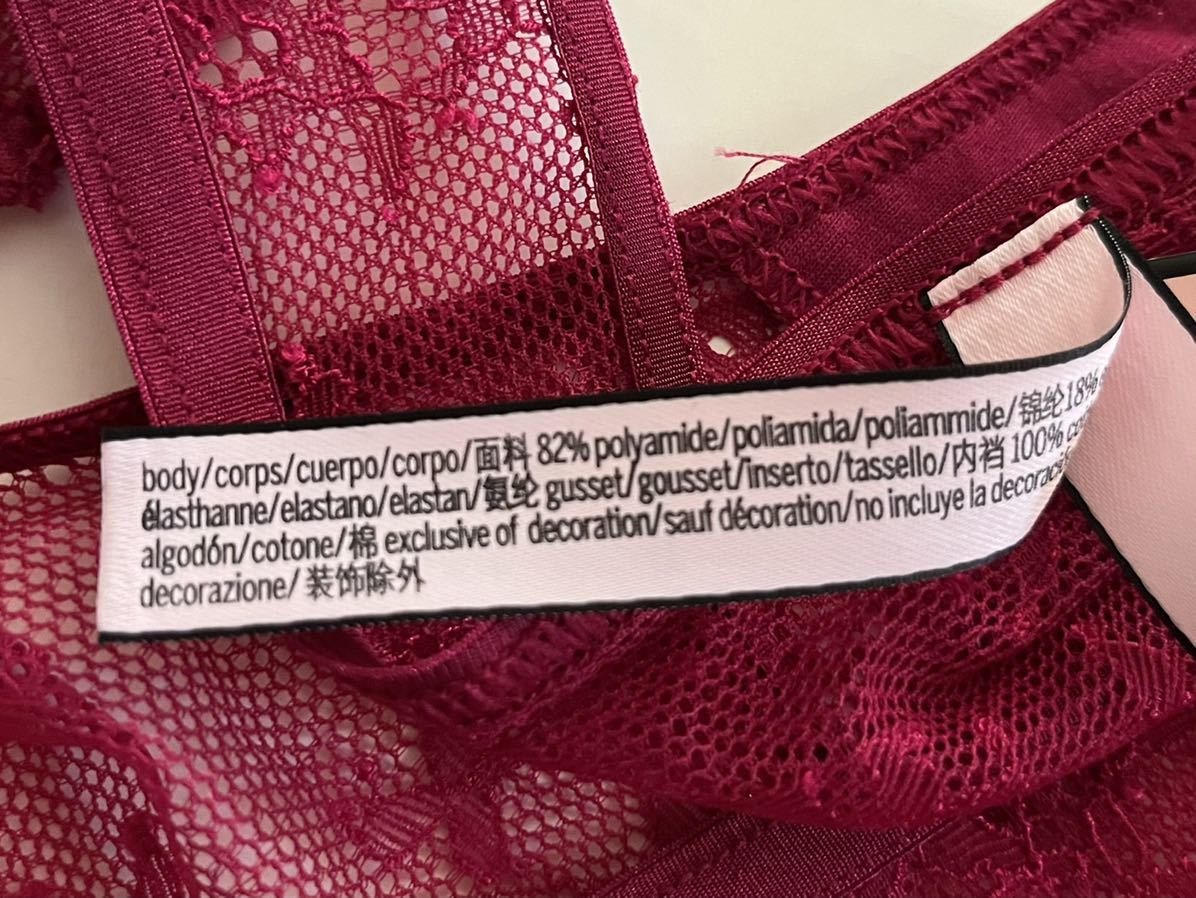 body/corps/cuerpo/corpo/面料 82% polyamide/poliamida/poliammide/锦纶18%
élasthanne/elastano/elastan/氨纶 gusset/gousset/inserto/tassello/内裆 100%
algodón/cotone/棉 exclusive of decoration/sauf décoration/no incluye la
decorazione/装饰除外